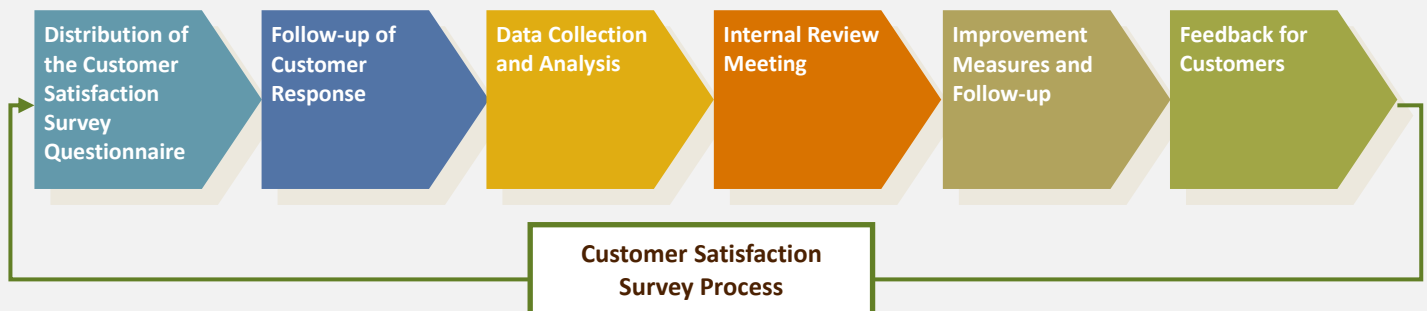 Distribution of
the Customer
Satisfaction
Survey
Questionnaire
Follow-up of
Customer
Response
Data Collection
and Analysis
Internal Review
Meeting
Improvement
Measures and
Follow-up
Feedback for
Customers
Customer Satisfaction
Survey Process